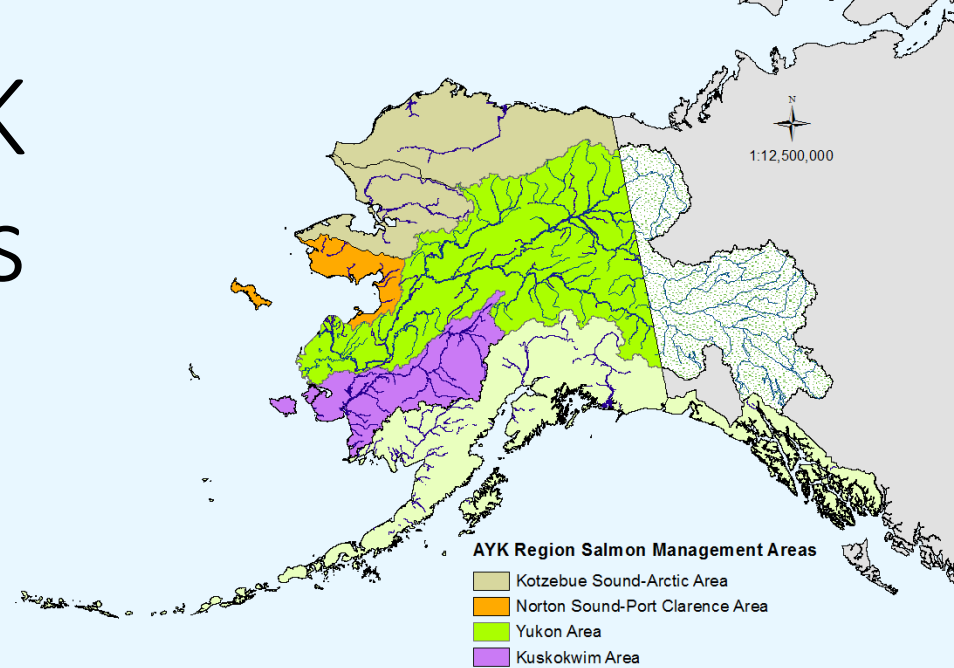 K
s
N
1:12,500,000
AYK Region Salmon Management Areas
Kotzebue Sound-Arctic Area
Norton Sound-Port Clarence Area
Yukon Area
Kuskokwim Area